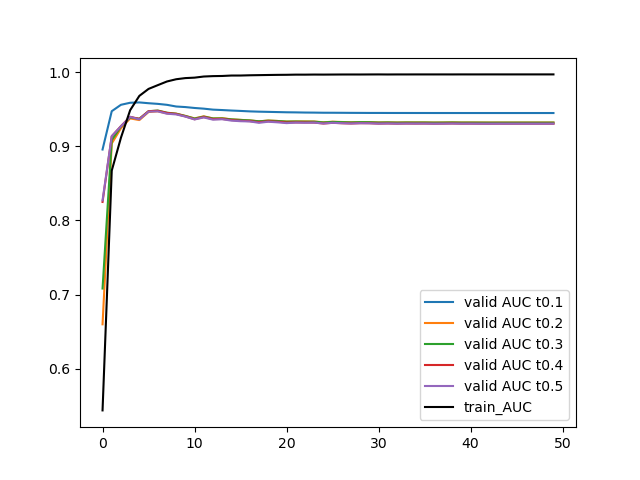 1.0
0.9
0.8
0.7
0.6
valid AUC t0.1
valid AUC t0.2
valid AUC t0.3
valid AUC t0.4
valid AUC t0.5
train_AUC
0 10 20 30 40 50